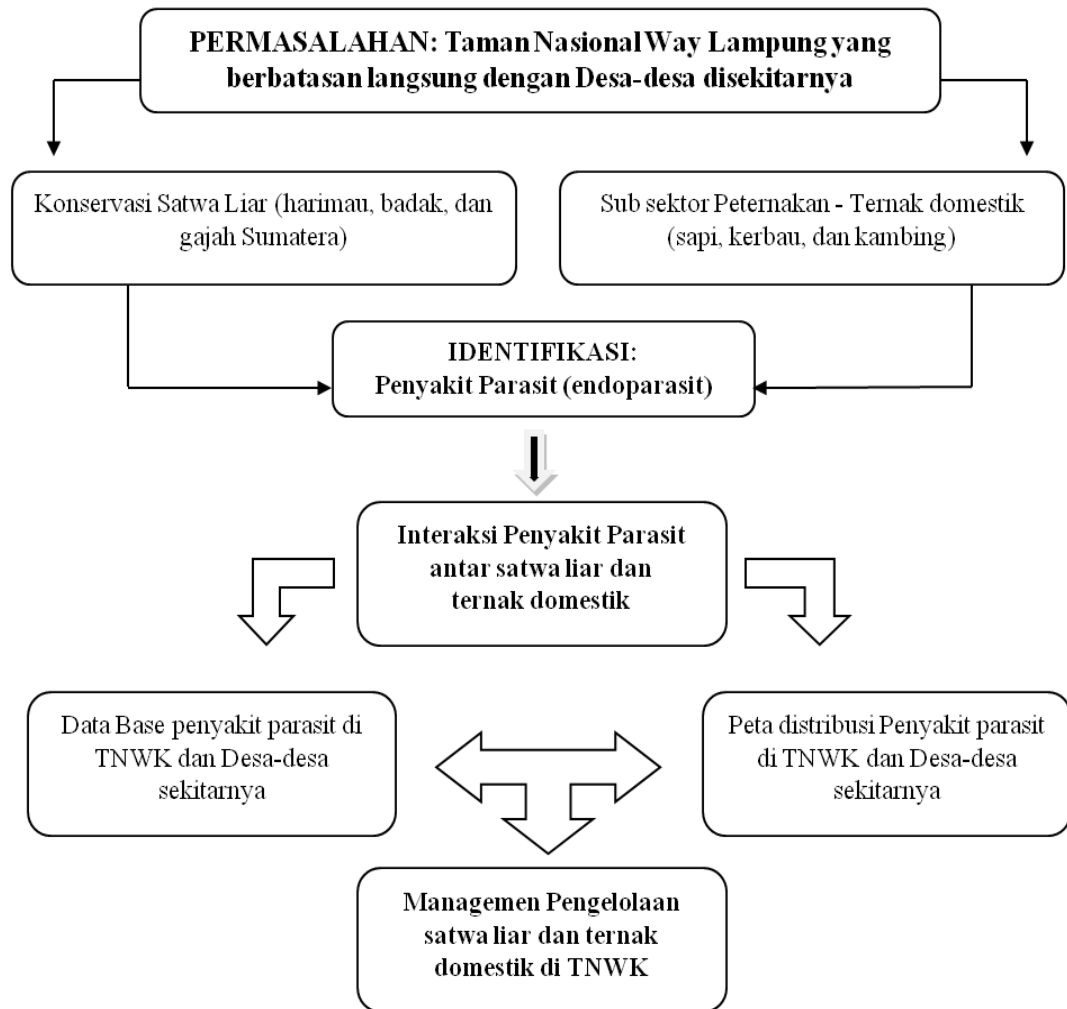 PERMASALAHAN: Taman Nasional Way Lampung yang
berbatasan langsung dengan Desa-desa disekitarnya
Konservasi Satwa Liar (harimau, badak, dan
gajah Sumatera)
Sub sektor Peternakan - Ternak domestik
(sapi, kerbau, dan kambing)
IDENTIFIKASI:
Penyakit Parasit (endoparasit)
Interaksi Penyakit Parasit
antar satwa liar dan
ternak domestik
Data Base penyakit parasit di
TNWK dan Desa-desa
sekitarnya
Peta distribusi Penyakit parasit
di TNWK dan Desa-desa
sekitarnya
Managemen Pengelolaan
satwa liar dan ternak
domestik di TNWK